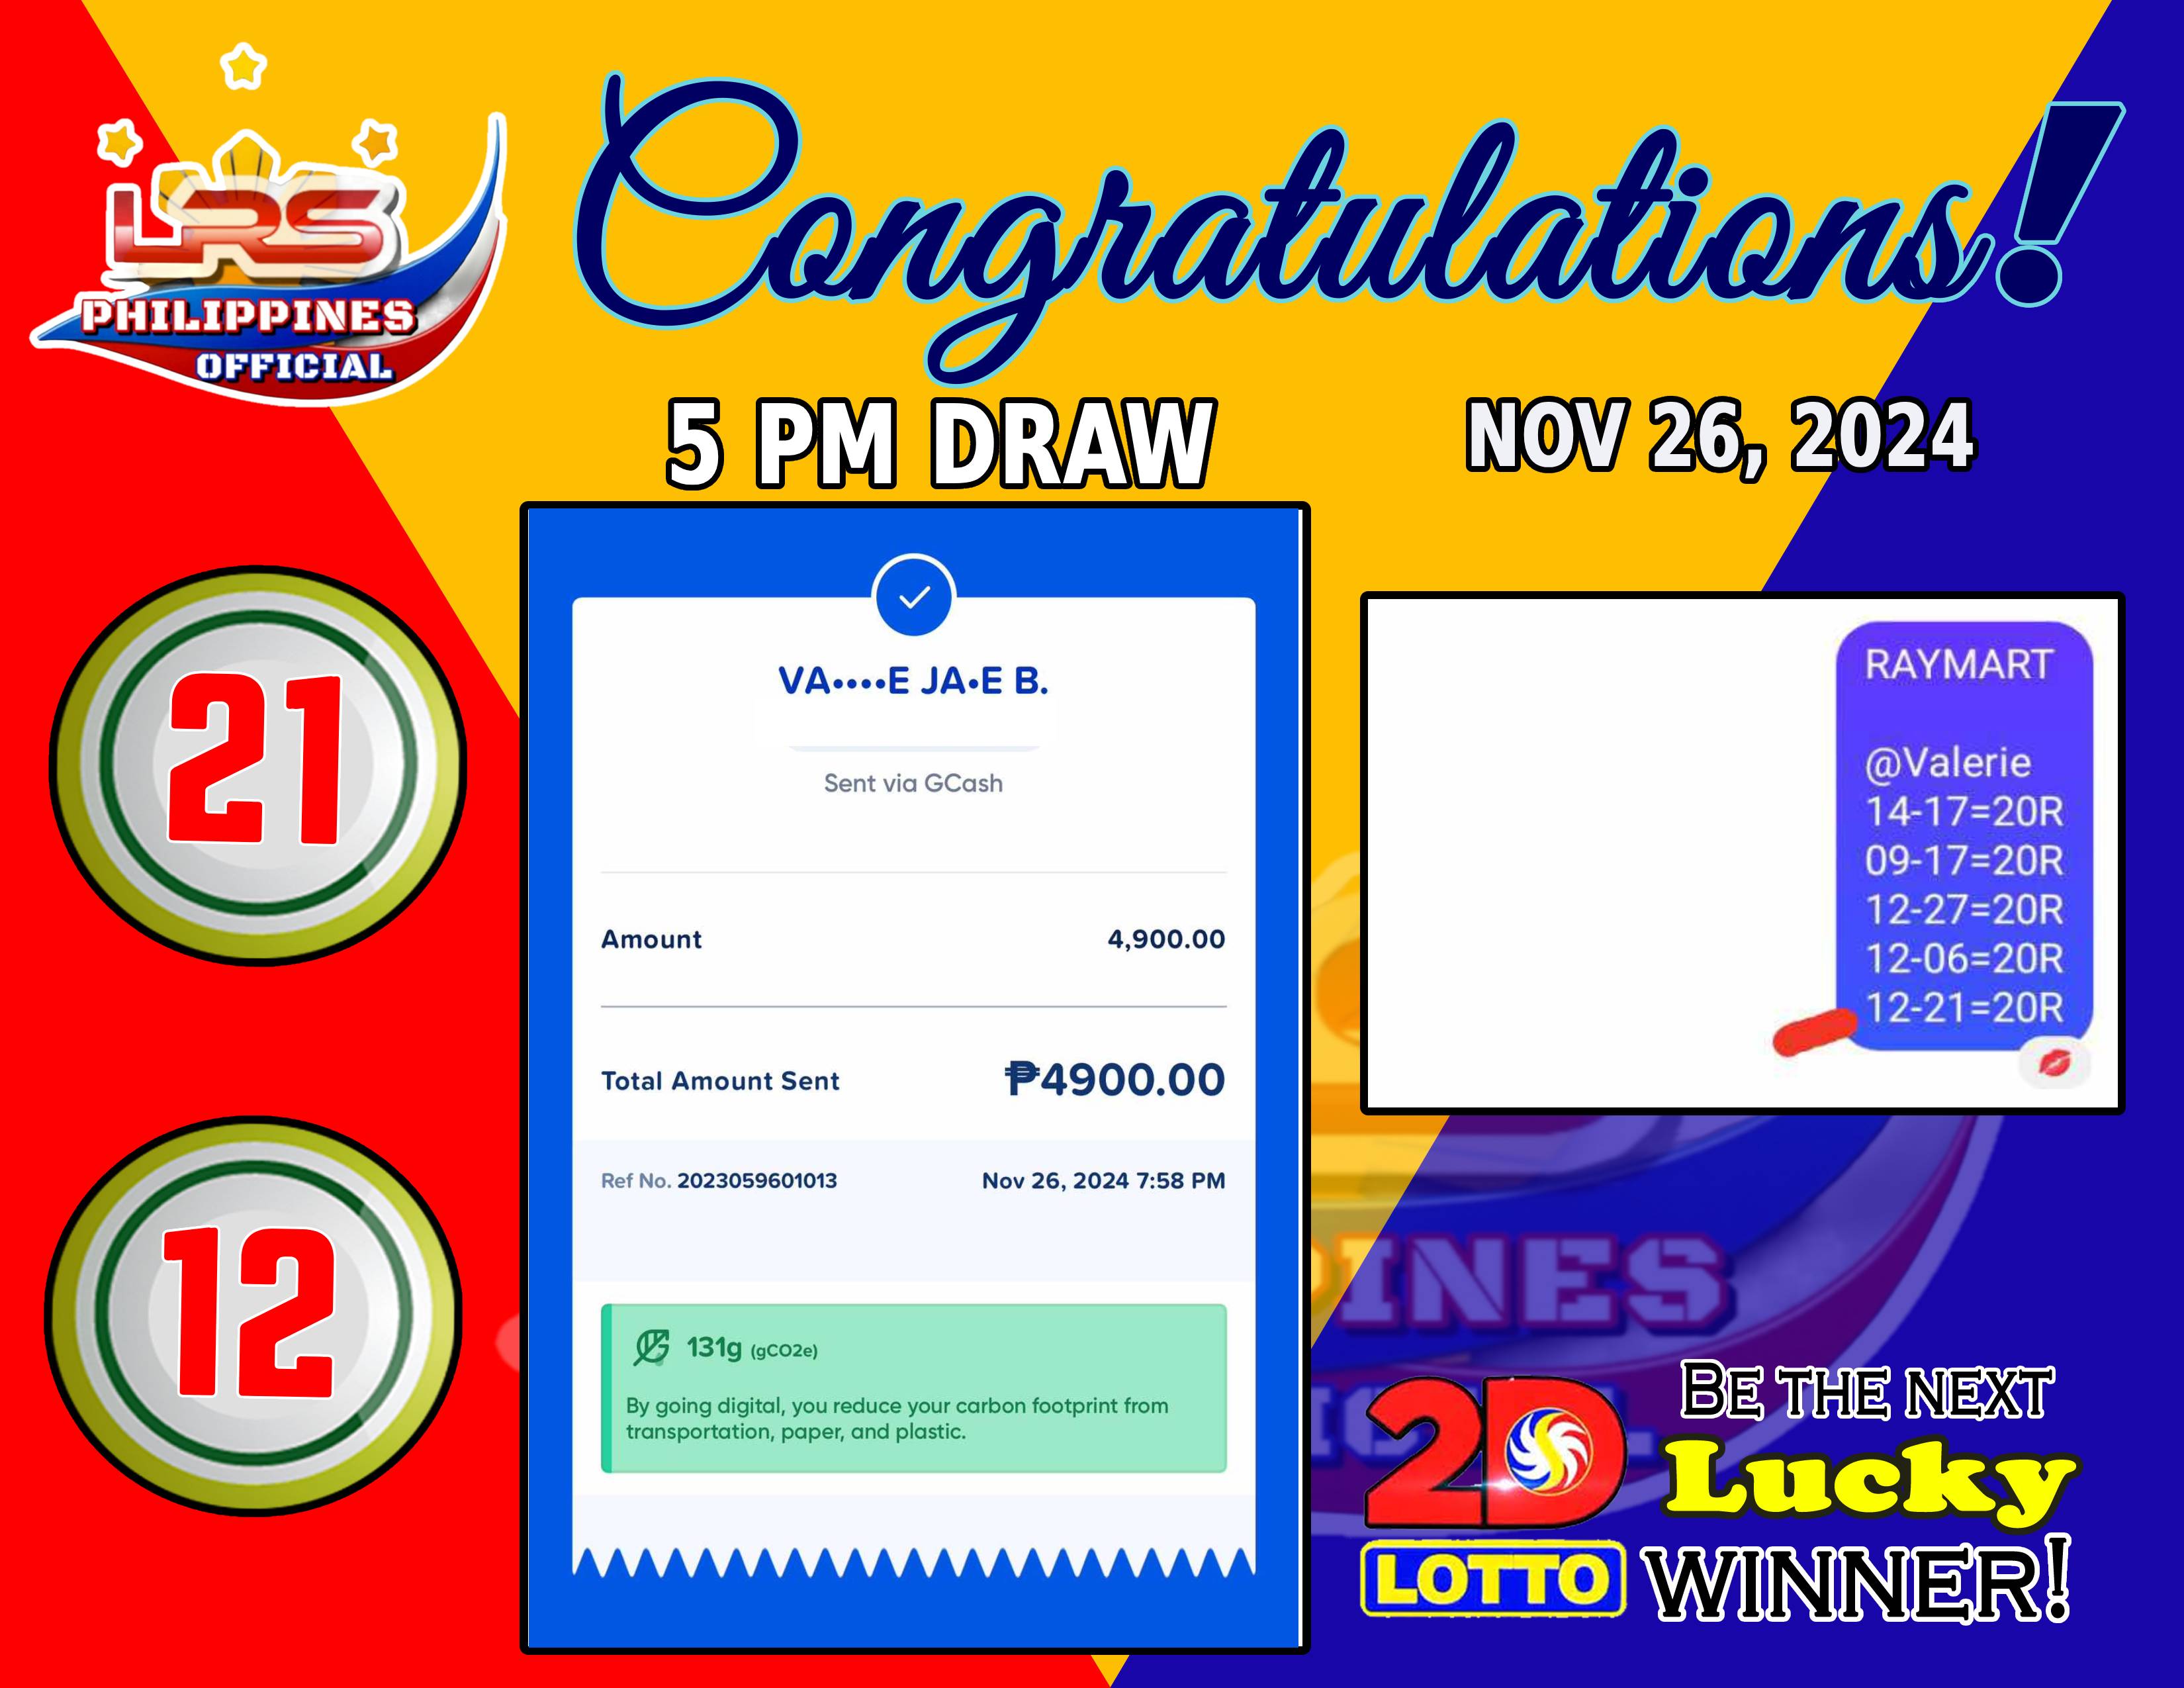 LRS
PHILIPPINES
OFFICIAL
Congratulations!
5 PM DRAW
NOV 26, 2024
21
12
VA••••E JA•E B.
Sent via GCash
Amount 4,900.00
Total Amount Sent ₱4900.00
Ref No. 2023059601013 Nov 26, 2024 7:58 PM
131g (gCO2e)
By going digital, you reduce your carbon footprint from
transportation, paper, and plastic.
RAYMART
@Valerie
14-17=20R
09-17=20R
12-27=20R
12-06=20R
12-21=20R
PINES
2D
LOTTO
BE THE NEXT
Lucky
WINNER!